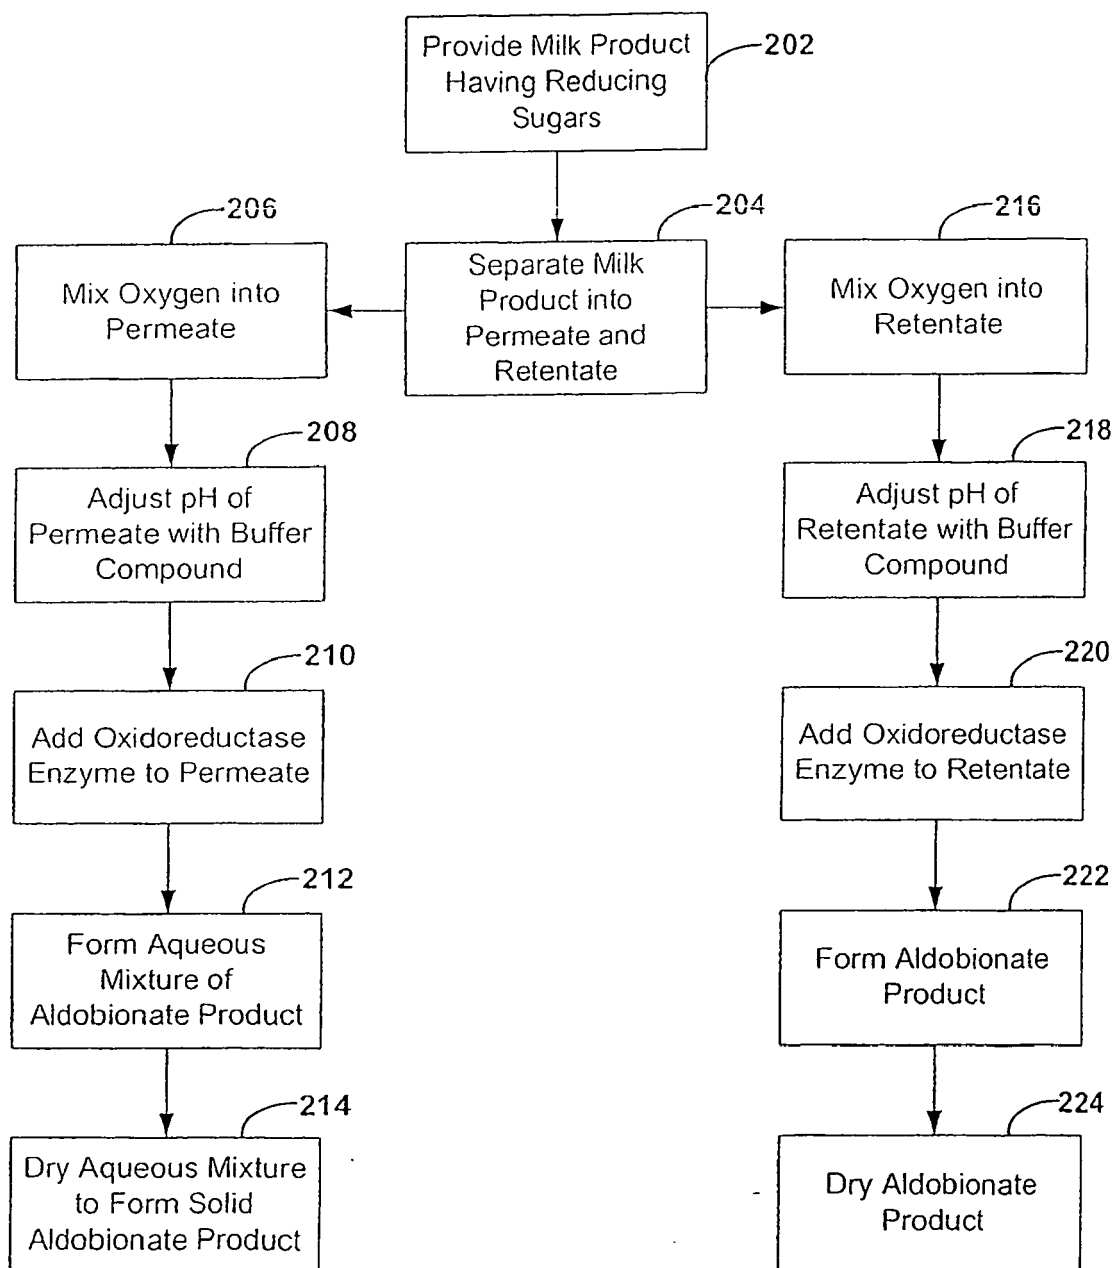 Provide Milk Product
Having Reducing
Sugars
202
204
Separate Milk
Product into
Permeate and
Retentate
206
Mix Oxygen into
Permeate
208
Adjust pH of
Permeate with Buffer
Compound
210
Add Oxidoreductase
Enzyme to Permeate
212
Form Aqueous
Mixture of
Aldobionate Product
214
Dry Aqueous Mixture
to Form Solid
Aldobionate Product
216
Mix Oxygen into
Retentate
218
Adjust pH of
Retentate with Buffer
Compound
220
Add Oxidoreductase
Enzyme to Retentate
222
Form Aldobionate
Product
224
Dry Aldobionate
Product